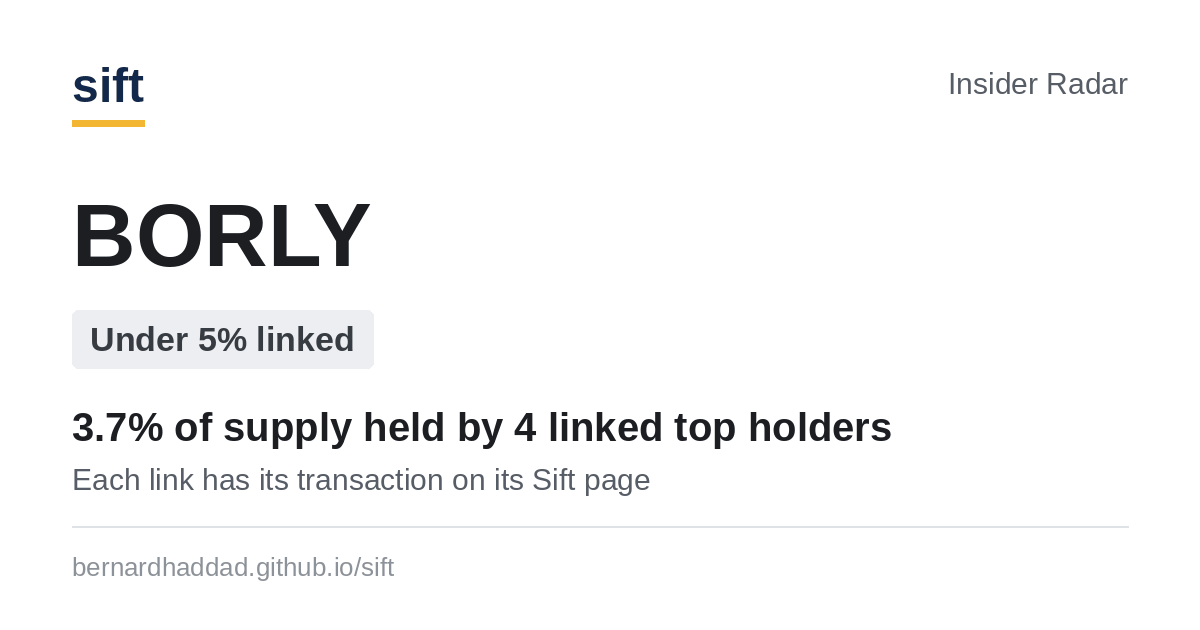 sift
Insider Radar
BORLY
Under 5% linked
3.7% of supply held by 4 linked top holders
Each link has its transaction on its Sift page
bernardhaddad.github.io/sift